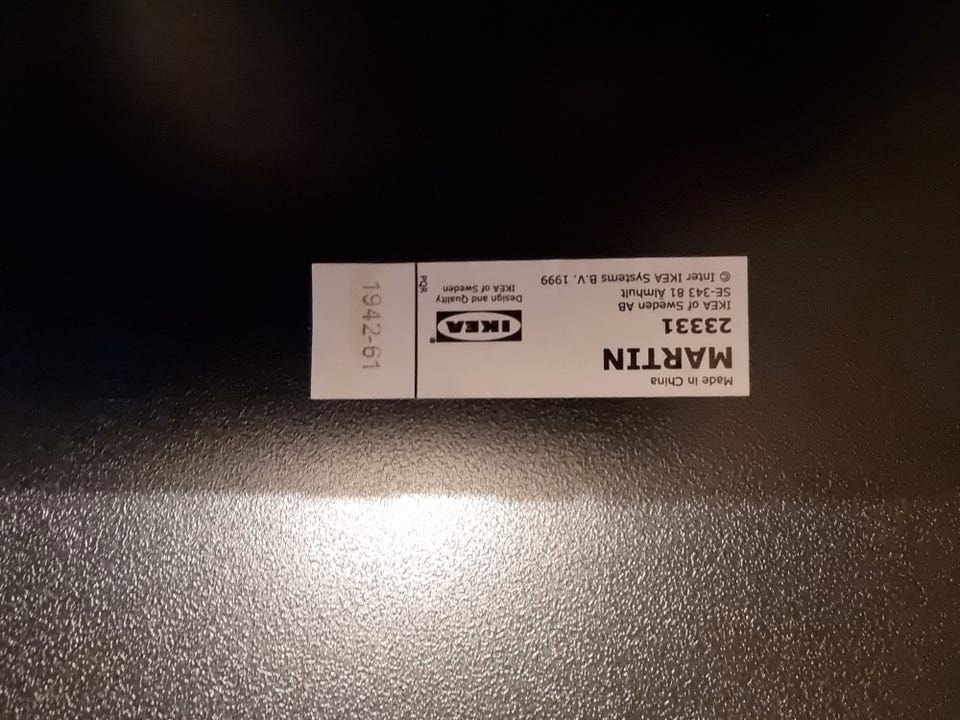 Made in China
MARTIN
23331
IKEA of Sweden AB
SE-343 81 Älmhult
© Inter IKEA Systems B.V. 1999
IKEA®
Design and Quality
IKEA of Sweden
PQR
1942-61